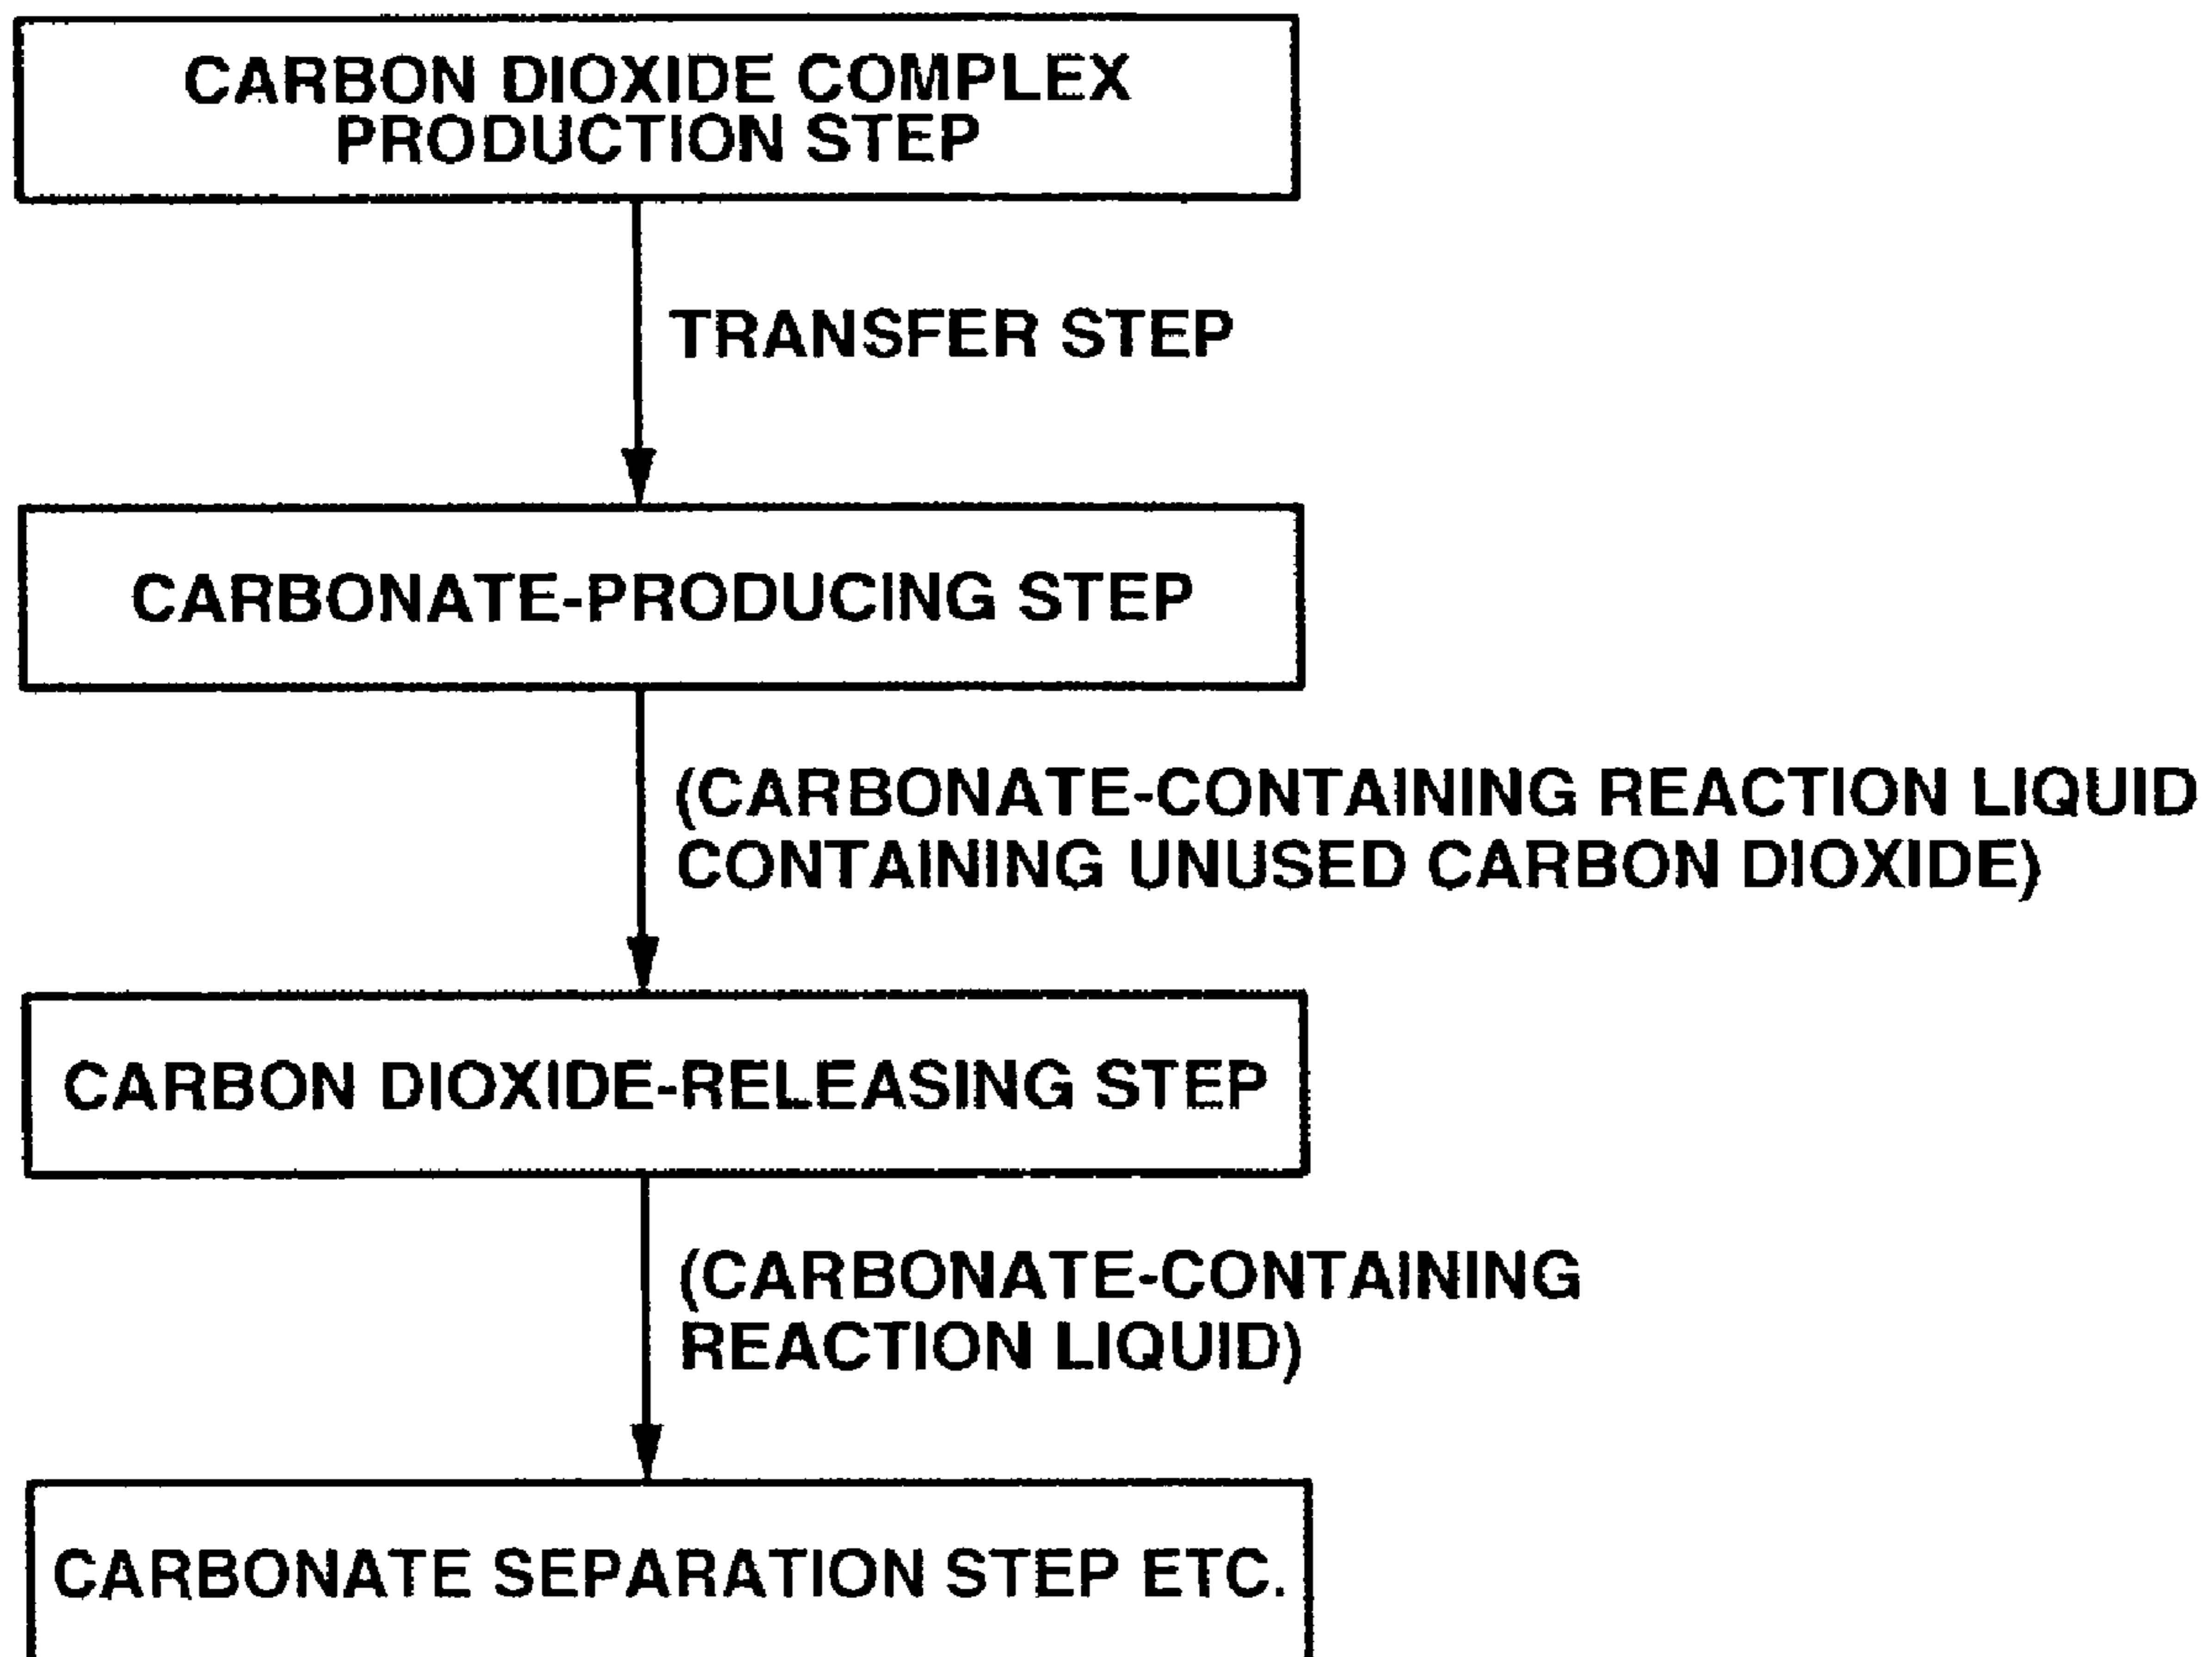 CARBON DIOXIDE COMPLEX
PRODUCTION STEP
TRANSFER STEP
CARBONATE-PRODUCING STEP
(CARBONATE-CONTAINING REACTION LIQUID
CONTAINING UNUSED CARBON DIOXIDE)
CARBON DIOXIDE-RELEASING STEP
(CARBONATE-CONTAINING
REACTION LIQUID)
CARBONATE SEPARATION STEP ETC.